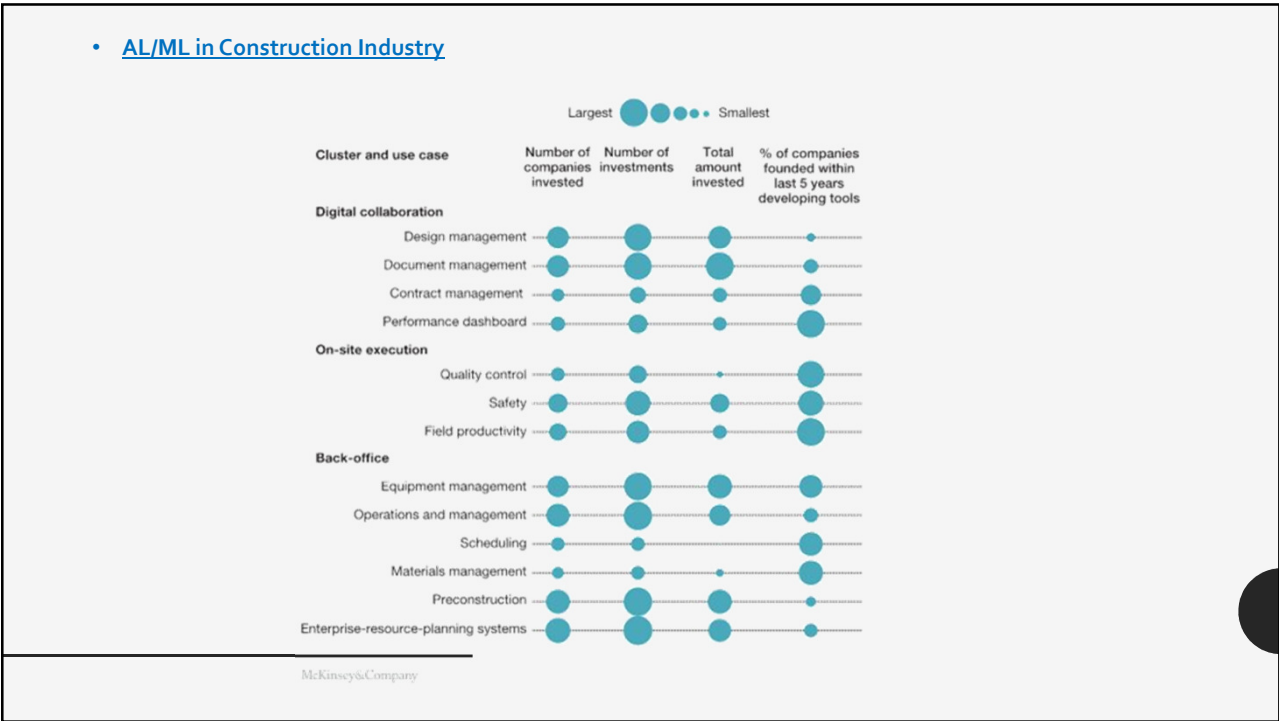 • AL/ML in Construction Industry
Largest Smallest
Cluster and use case
Number of
companies
invested
Number of
investments
Total
amount
invested
% of companies
founded within
last 5 years
developing tools
Digital collaboration
Design management
Document management
Contract management
Performance dashboard
On-site execution
Quality control
Safety
Field productivity
Back-office
Equipment management
Operations and management
Scheduling
Materials management
Preconstruction
Enterprise-resource-planning systems
McKinsey&Company